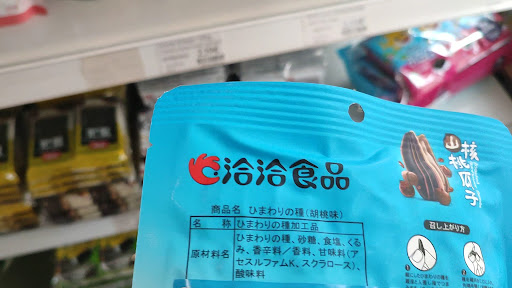 洽洽食品
山核桃瓜子
商品名 ひまわりの種(胡桃味)
名 称 ひまわりの種加工品
原材料名 ひまわりの種、砂糖、食塩、くる
み、香辛料/香料、甘味料(ア
セスルファムK、スクラロース)、
酸味料
召し上がり方